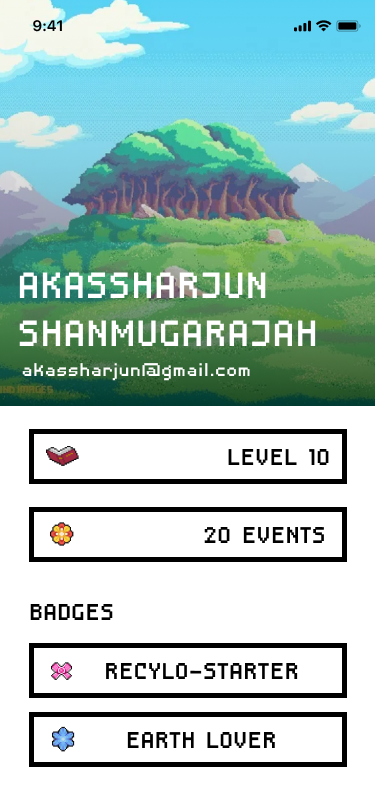 9:41
AKASSHARJUN
SHANMUGARAJAH
akassharjun@gmail.com
LEVEL 10
20 EVENTS
BADGES
RECYLO-STARTER
EARTH LOVER